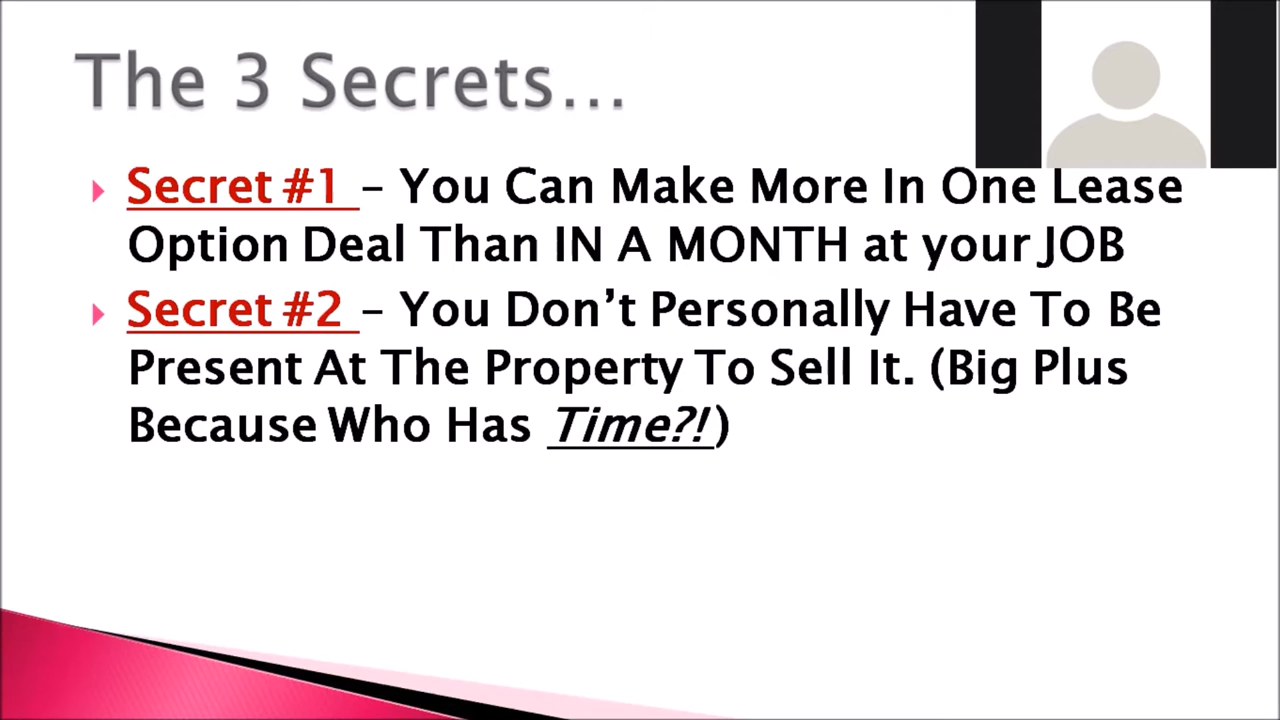 The 3 Secrets...
Secret #1 – You Can Make More In One Lease
Option Deal Than IN A MONTH at your JOB
Secret #2 – You Don't Personally Have To Be
Present At The Property To Sell It. (Big Plus
Because Who Has Time?!)